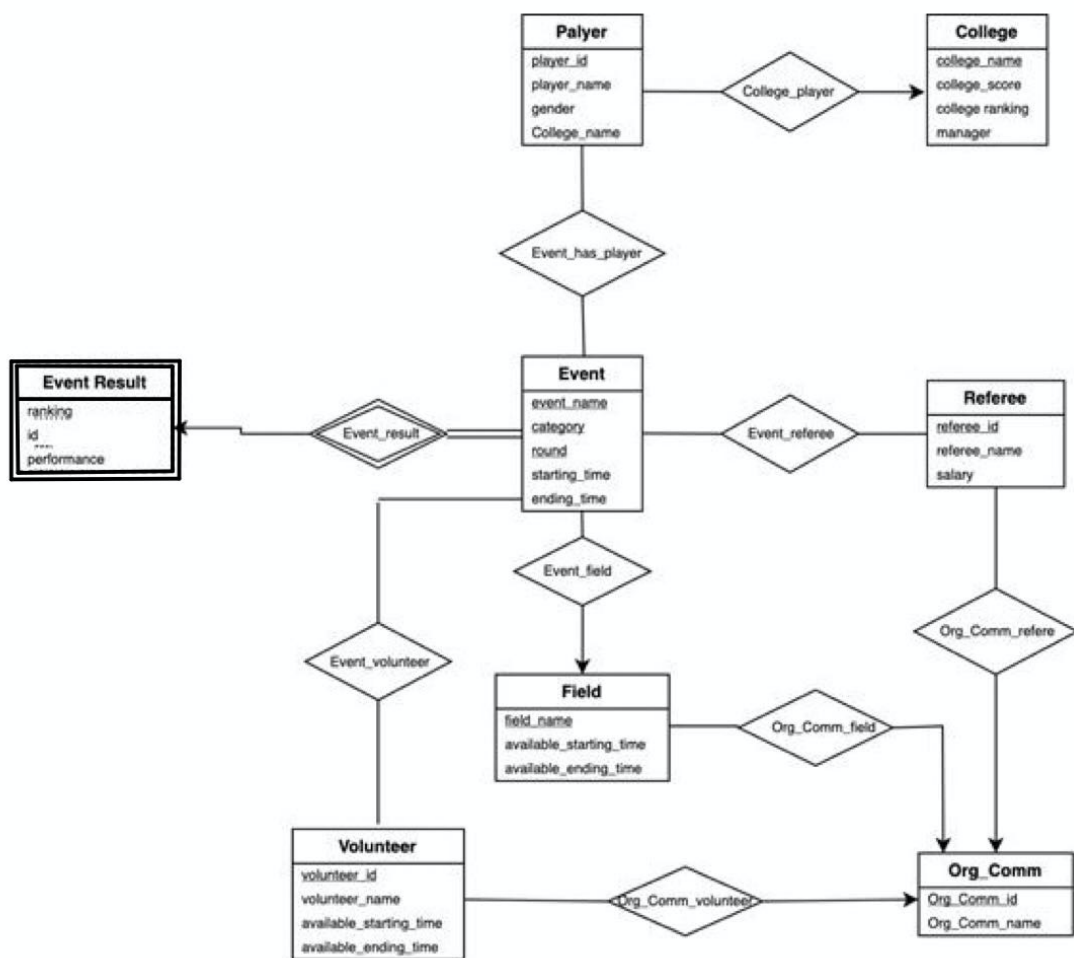 Palyer
player_id
player_name
gender
College_name
College_player
College
college_name
college_score
college ranking
manager
Event_has_player
Event Result
ranking
id
performance
Event_result
Event
event_name
category
round
starting_time
ending_time
Event_referee
Referee
referee_id
referee_name
salary
Event_field
Org_Comm_refere
Event_volunteer
Field
field_name
available_starting_time
available_ending_time
Org_Comm_field
Volunteer
volunteer_id
volunteer_name
available_starting_time
available_ending_time
Org_Comm_volunteer
Org_Comm
Org_Comm_id
Org_Comm_name